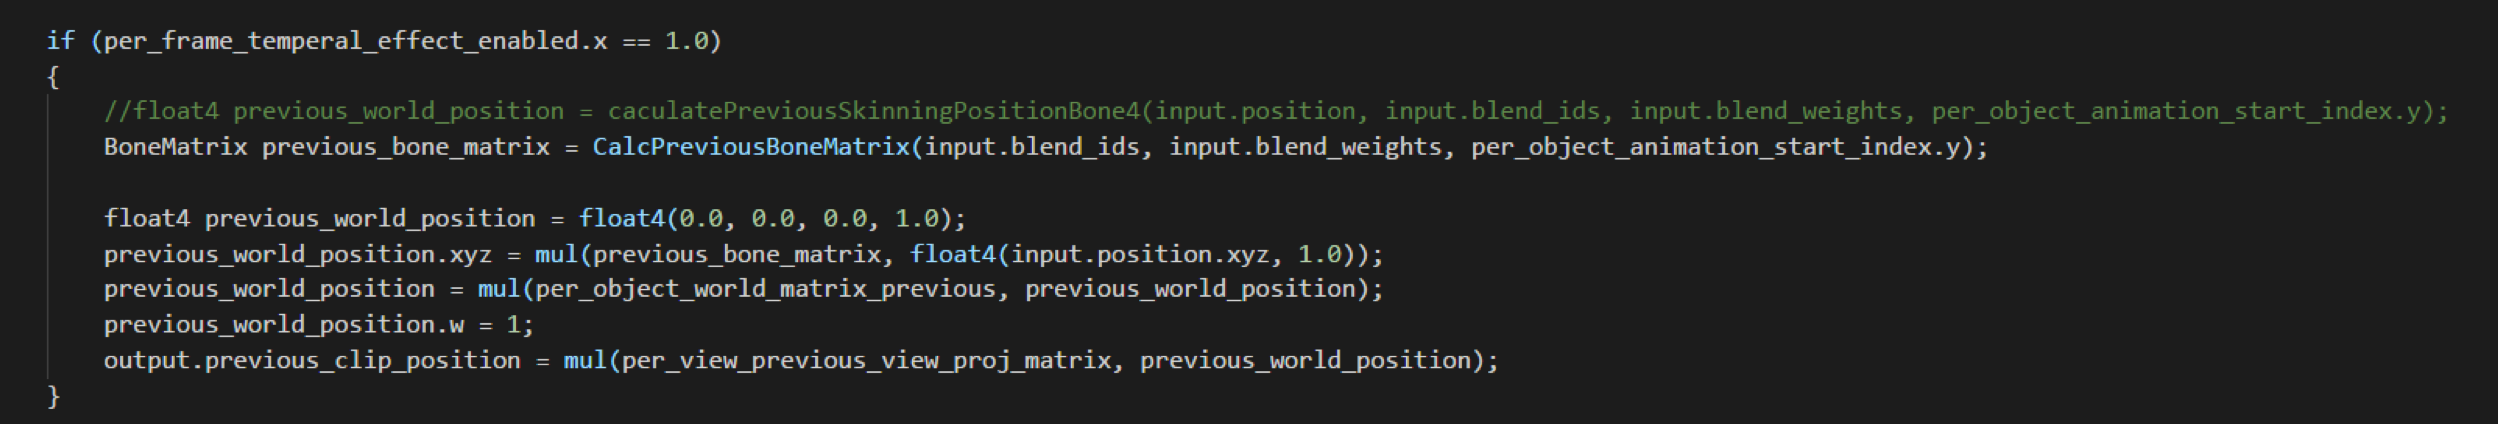 if (per_frame_temperal_effect_enabled.x == 1.0)
{
//float4 previous_world_position = caculatePreviousSkinningPositionBone4(input.position, input.blend_ids, input.blend_weights, per_object_animation_start_index.y);
BoneMatrix previous_bone_matrix = CalcPreviousBoneMatrix(input.blend_ids, input.blend_weights, per_object_animation_start_index.y);
float4 previous_world_position = float4(0.0, 0.0, 0.0, 1.0);
previous_world_position.xyz = mul(previous_bone_matrix, float4(input.position.xyz, 1.0));
previous_world_position = mul(per_object_world_matrix_previous, previous_world_position);
previous_world_position.w = 1;
output.previous_clip_position = mul(per_view_previous_view_proj_matrix, previous_world_position);
}